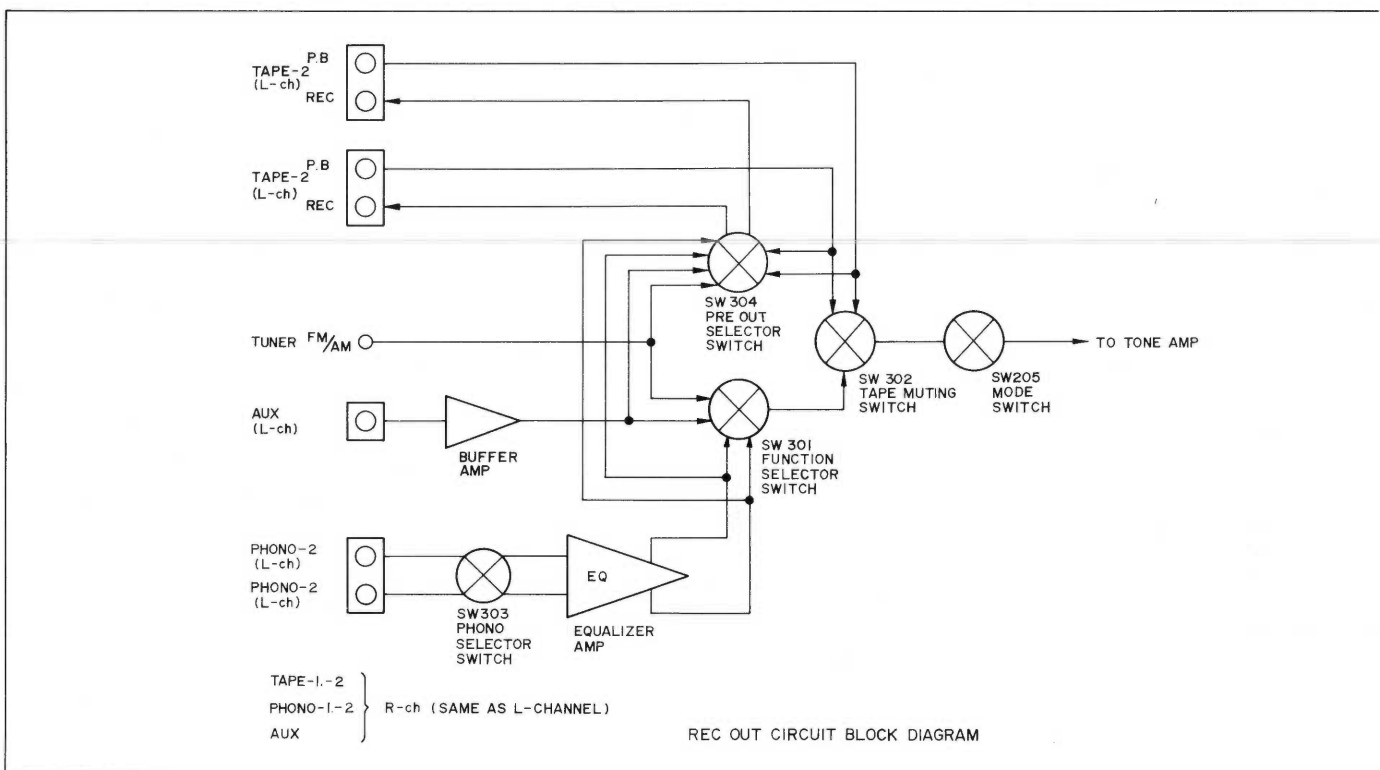 P.B
TAPE-2
(L-ch)
REC
P.B
TAPE-2
(L-ch)
REC
SW 304
PRE OUT
SELECTOR
SWITCH
TUNER FM/AM
TO TONE AMP
SW 302
TAPE MUTING
SWITCH
SW205
MODE
SWITCH
AUX
(L-ch)
BUFFER
AMP
SW 301
FUNCTION
SELECTOR
SWITCH
PHONO-2
(L-ch)
PHONO-2
(L-ch)
EQ
SW303
PHONO
SELECTOR
SWITCH
EQUALIZER
AMP
TAPE-1.-2
PHONO-1.-2
AUX
R-ch (SAME AS L-CHANNEL)
REC OUT CIRCUIT BLOCK DIAGRAM